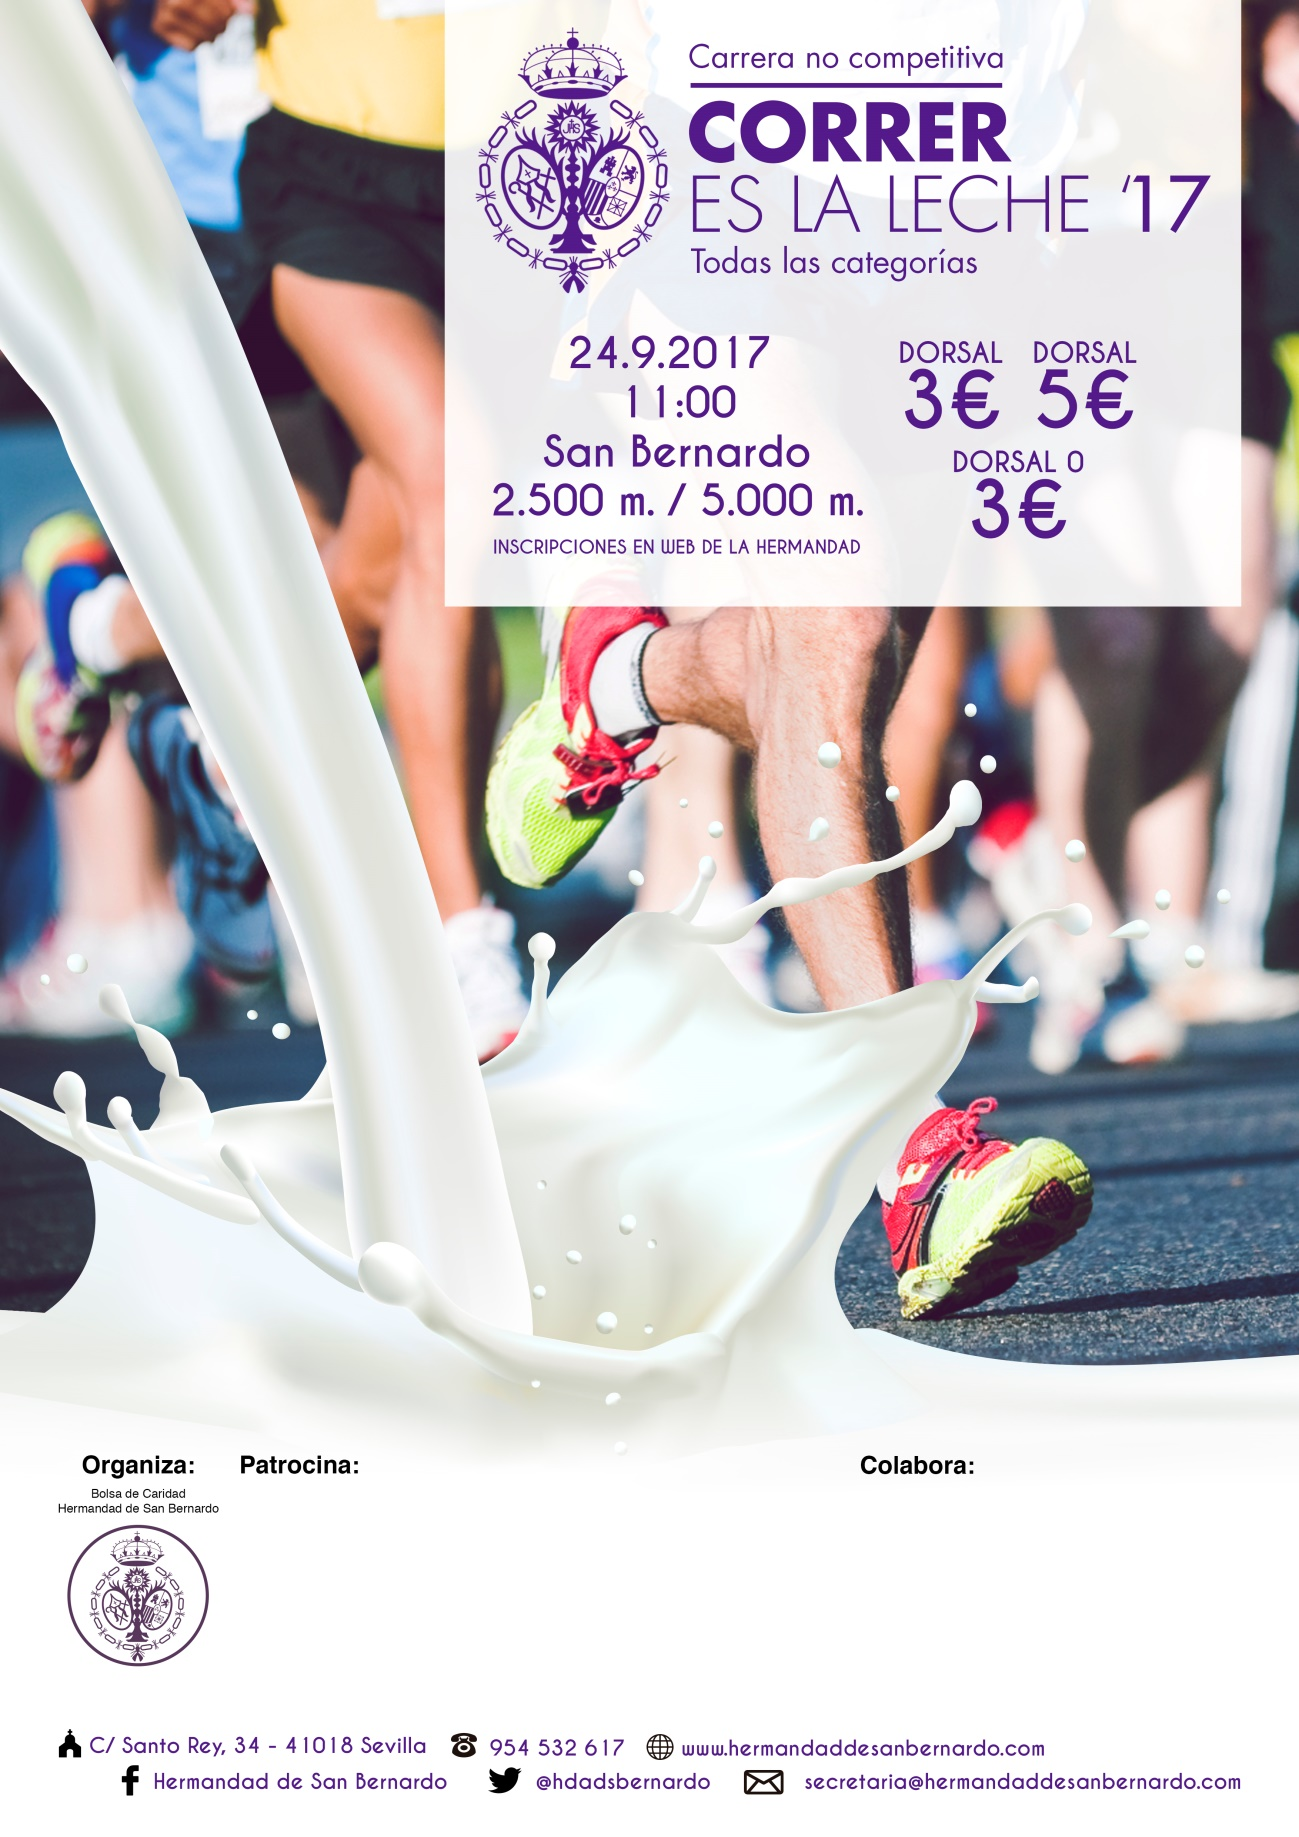 Carrera no competitiva
CORRER
ES LA LECHE '17
Todas las categorías
24.9.2017
11:00
San Bernardo
2.500 m. / 5.000 m.
INSCRIPCIONES EN WEB DE LA HERMANDAD
DORSAL DORSAL
3€ 5€
DORSAL 0
3€
Organiza: Patrocina: Colabora:
Bolsa de Caridad
Hermandad de San Bernardo
C/ Santo Rey, 34 - 41018 Sevilla 954 532 617 www.hermandaddesanbernardo.com
Hermandad de San Bernardo @hdadsbernardo secretaria@hermandaddesanbernardo.com